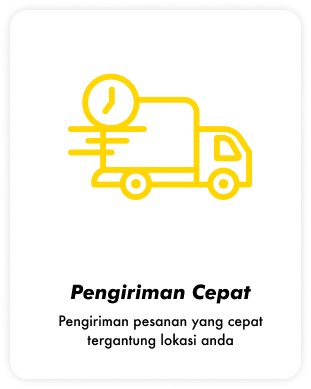 Pengiriman Cepat
Pengiriman pesanan yang cepat
tergantung lokasi anda